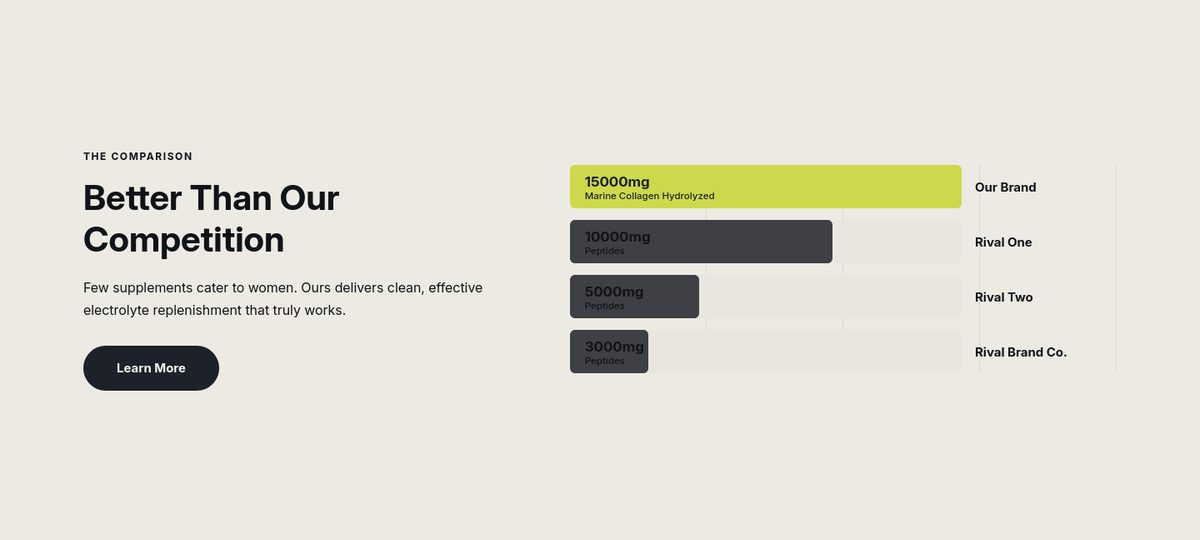 THE COMPARISON
Better Than Our
Competition
Few supplements cater to women. Ours delivers clean, effective
electrolyte replenishment that truly works.
Learn More
15000mg
Marine Collagen Hydrolyzed
Our Brand
10000mg
Peptides
Rival One
5000mg
Peptides
Rival Two
3000mg
Peptides
Rival Brand Co.